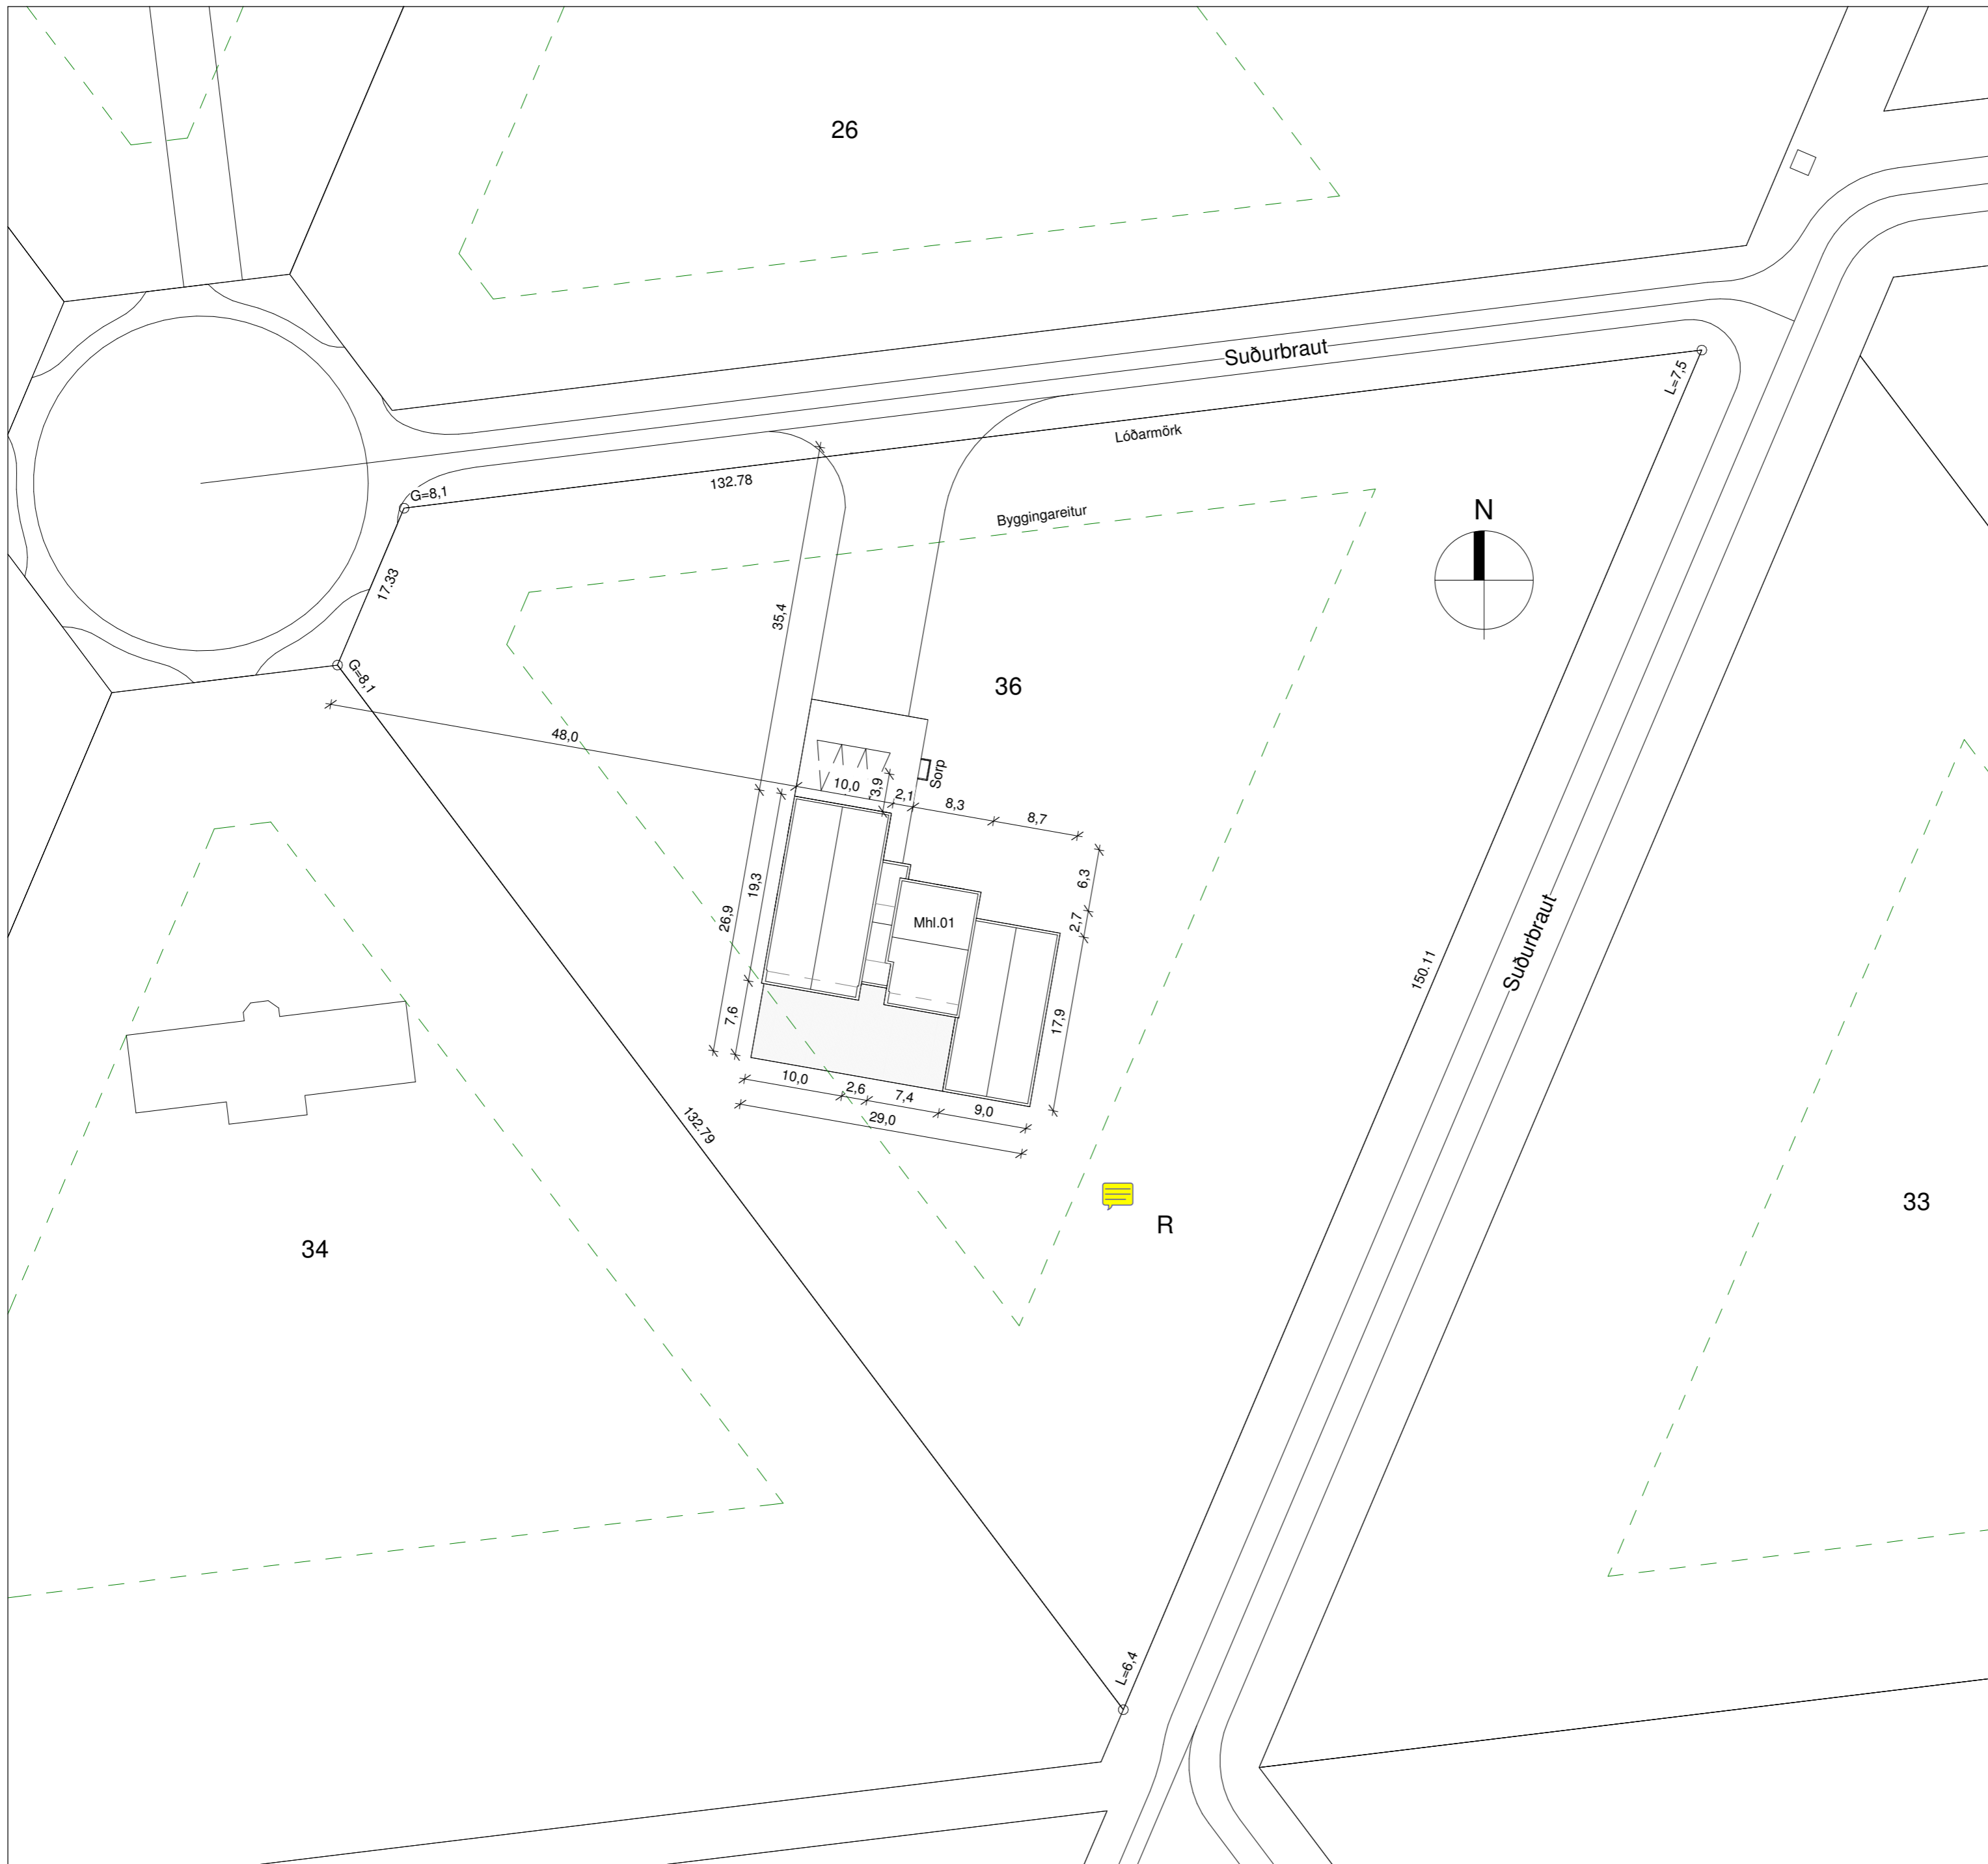 26
Suðurbraut
L=7,5
Lóðarmörk
132.78
G=8,1
Byggingareitur
N
17.33
35,4
G=8,1
36
48,0
Sorp
10,0
3,9
2,1
8,3
8,7
6,3
19,3
26,9
Mhl.01
2,7
Suðurbraut
150.11
7,6
17,9
10,0
2,6
7,4
9,0
29,0
132.79
33
R
34
L=6,4